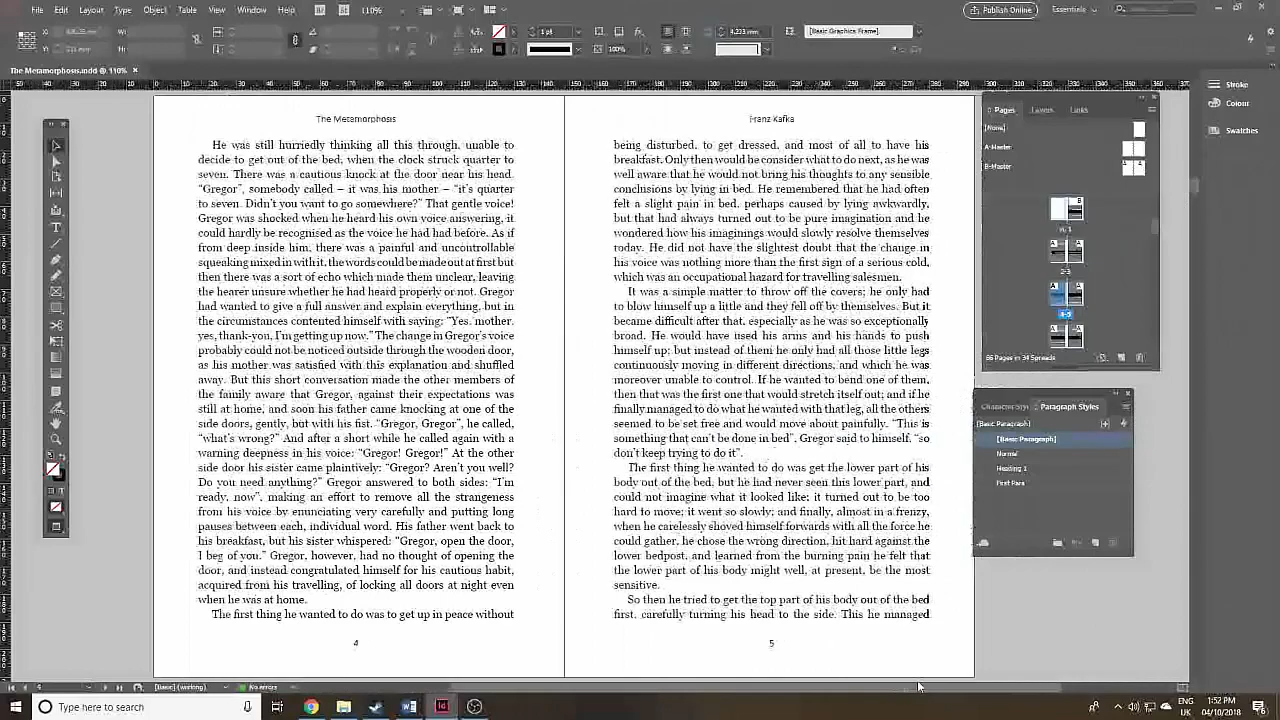 File Edit Layout Type Object Table View Window Help 110%
Publish Online Essentials
X: W: 1 pt 4.233 mm [Basic Graphics Frame]
Y: H: 100%
The Metamorphosis.indd @ 110% ×
The Metamorphosis
He was still hurriedly thinking all this through, unable to
decide to get out of the bed, when the clock struck quarter to
seven. There was a cautious knock at the door near his head.
“Gregor”, somebody called – it was his mother – “it’s quarter
to seven. Didn’t you want to go somewhere?” That gentle voice!
Gregor was shocked when he heard his own voice answering, it
could hardly be recognised as the voice he had had before. As if
from deep inside him, there was a painful and uncontrollable
squeaking mixed in with it, the words could be made out at first but
then there was a sort of echo which made them unclear, leaving
the hearer unsure whether he had heard properly or not. Gregor
had wanted to give a full answer and explain everything, but in
the circumstances contented himself with saying: “Yes, mother,
yes, thank-you, I’m getting up now.” The change in Gregor’s voice
probably could not be noticed outside through the wooden door,
as his mother was satisfied with this explanation and shuffled
away. But this short conversation made the other members of
the family aware that Gregor, against their expectations was
still at home, and soon his father came knocking at one of the
side doors, gently, but with his fist. “Gregor, Gregor”, he called,
“what’s wrong?” And after a short while he called again with a
warning deepness in his voice: “Gregor! Gregor!” At the other
side door his sister came plaintively: “Gregor? Aren’t you well?
Do you need anything?” Gregor answered to both sides: “I’m
ready, now”, making an effort to remove all the strangeness
from his voice by enunciating very carefully and putting long
pauses between each, individual word. His father went back to
his breakfast, but his sister whispered: “Gregor, open the door,
I beg of you.” Gregor, however, had no thought of opening the
door, and instead congratulated himself for his cautious habit,
acquired from his travelling, of locking all doors at night even
when he was at home.
The first thing he wanted to do was to get up in peace without
4
Franz Kafka
being disturbed, to get dressed, and most of all to have his
breakfast. Only then would he consider what to do next, as he was
well aware that he would not bring his thoughts to any sensible
conclusions by lying in bed. He remembered that he had often
felt a slight pain in bed, perhaps caused by lying awkwardly,
but that had always turned out to be pure imagination and he
wondered how his imaginings would slowly resolve themselves
today. He did not have the slightest doubt that the change in
his voice was nothing more than the first sign of a serious cold,
which was an occupational hazard for travelling salesmen.
It was a simple matter to throw off the covers; he only had
to blow himself up a little and they fell off by themselves. But it
became difficult after that, especially as he was so exceptionally
broad. He would have used his arms and his hands to push
himself up; but instead of them he only had all those little legs
continuously moving in different directions, and which he was
moreover unable to control. If he wanted to bend one of them,
then that was the first one that would stretch itself out; and if he
finally managed to do what he wanted with that leg, all the others
seemed to be set free and would move about painfully. “This is
something that can’t be done in bed”, Gregor said to himself, “so
don’t keep trying to do it”.
The first thing he wanted to do was get the lower part of his
body out of the bed, but he had never seen this lower part, and
could not imagine what it looked like; it turned out to be too
hard to move; it went so slowly; and finally, almost in a frenzy,
when he carelessly shoved himself forwards with all the force he
could gather, he chose the wrong direction, hit hard against the
lower bedpost, and learned from the burning pain he felt that
the lower part of his body might well, at present, be the most
sensitive.
So then he tried to get the top part of his body out of the bed
first, carefully turning his head to the side. This he managed
5
Pages Layers Links
[None]
A-Master
B-Master
2-3
4-5
66 Pages in 34 Spreads
Paragraph Styles
[Basic Paragraph]
[Basic Paragraph]
Normal
Heading 1
First Para
Stroke
Colour
Swatches
[Basic] (working) No errors
Type here to search
ENG 1:52 PM
UK 04/10/2018